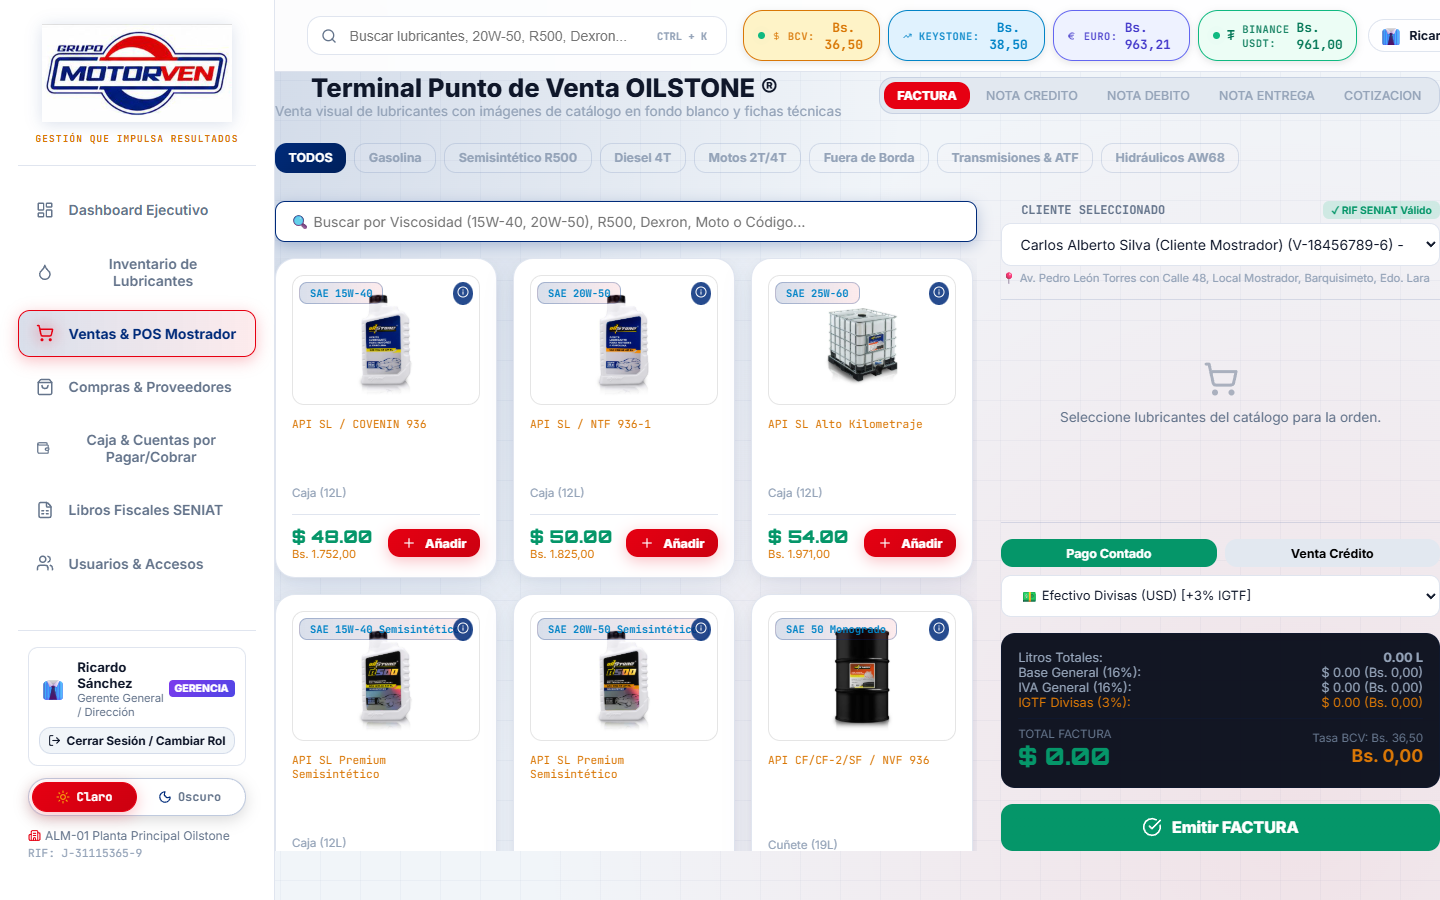 GRUPO
MOTORVEN
GESTIÓN QUE IMPULSA RESULTADOS
Dashboard Ejecutivo
Inventario de
Lubricantes
Ventas & POS Mostrador
Compras & Proveedores
Caja & Cuentas por
Pagar/Cobrar
Libros Fiscales SENIAT
Usuarios & Accesos
Ricardo
Sánchez
Gerente General
/ Dirección
GERENCIA
Cerrar Sesión / Cambiar Rol
Claro
Oscuro
ALM-01 Planta Principal Oilstone
RIF: J-31115365-9
Buscar lubricantes, 20W-50, R500, Dexron...
CTRL + K
$ BCV: Bs. 36,50
KEYSTONE: Bs. 38,50
€ EURO: Bs. 963,21
₮ BINANCE USDT: Bs. 961,00
Ricar
Terminal Punto de Venta OILSTONE ®
Venta visual de lubricantes con imágenes de catálogo en fondo blanco y fichas técnicas
FACTURA
NOTA CREDITO
NOTA DEBITO
NOTA ENTREGA
COTIZACION
TODOS
Gasolina
Semisintético R500
Diesel 4T
Motos 2T/4T
Fuera de Borda
Transmisiones & ATF
Hidráulicos AW68
Buscar por Viscosidad (15W-40, 20W-50), R500, Dexron, Moto o Código...
SAE 15W-40
API SL / COVENIN 936
Caja (12L)
$ 48.00
Bs. 1.752,00
+ Añadir
SAE 20W-50
API SL / NTF 936-1
Caja (12L)
$ 50.00
Bs. 1.825,00
+ Añadir
SAE 25W-60
API SL Alto Kilometraje
Caja (12L)
$ 54.00
Bs. 1.971,00
+ Añadir
SAE 15W-40 Semisintétic
API SL Premium
Semisintético
Caja (12L)
SAE 20W-50 Semisintétic
API SL Premium
Semisintético
SAE 50 Monogrado
API CF/CF-2/SF / NVF 936
Cuñete (19L)
CLIENTE SELECCIONADO
✓ RIF SENIAT Válido
Carlos Alberto Silva (Cliente Mostrador) (V-18456789-6) -
Av. Pedro León Torres con Calle 48, Local Mostrador, Barquisimeto, Edo. Lara
Seleccione lubricantes del catálogo para la orden.
Pago Contado
Venta Crédito
Efectivo Divisas (USD) [+3% IGTF]
Litros Totales: 0.00 L
Base General (16%): $ 0.00 (Bs. 0,00)
IVA General (16%): $ 0.00 (Bs. 0,00)
IGTF Divisas (3%): $ 0.00 (Bs. 0,00)
TOTAL FACTURA
$ 0.00
Tasa BCV: Bs. 36,50
Bs. 0,00
Emitir FACTURA